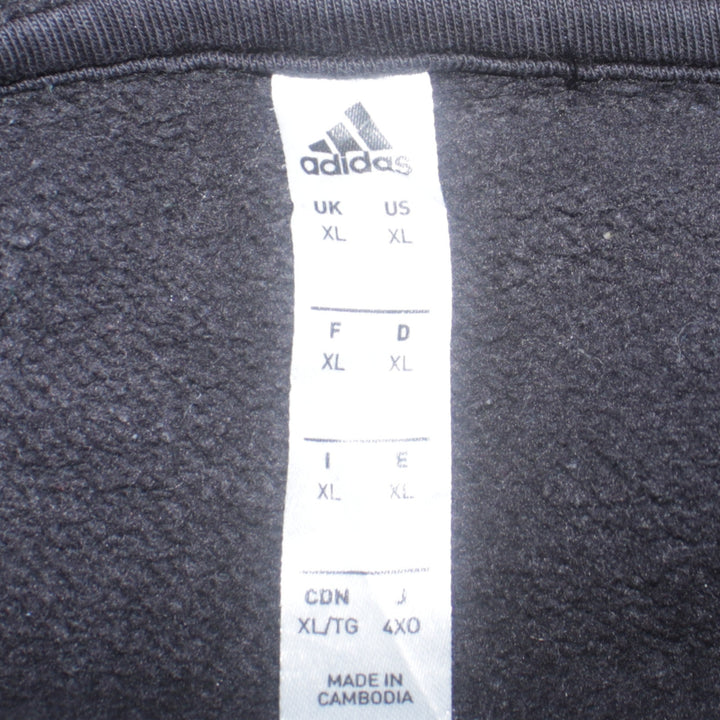 adidas
UK US
XL XL
F D
XL XL
I E
XL XL
CDN J
XL/TG 4XO
MADE IN
CAMBODIA